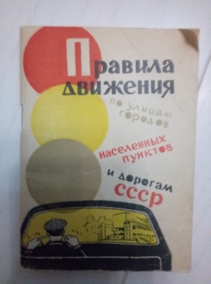 Правила
движения
по улицам
городов
населенных
пунктов
и дорогам
СССР